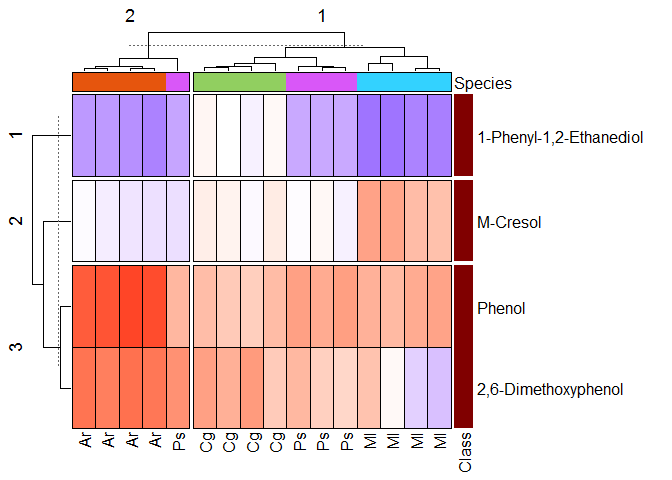 2 1
Species
1 1-Phenyl-1,2-Ethanediol
2 M-Cresol
Phenol
3
2,6-Dimethoxyphenol
Ar Ar Ar Ar Ps Cg Cg Cg Cg Ps Ps Ps Ml Ml Ml Ml Class